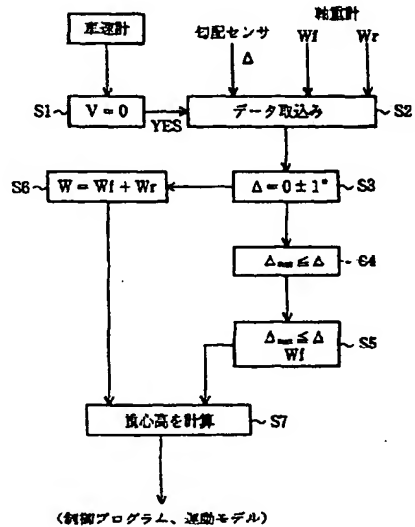 車速計
勾配センサ
Δ
軸重計
Wf Wr
S1 V = 0 YES データ取込み S2
S6 W = Wf + Wr Δ = 0 ± 1° S3
Δset ≤ Δ S4
Δset ≤ Δ
Wf S5
重心高を計算 S7
(制御プログラム、運動モデル)